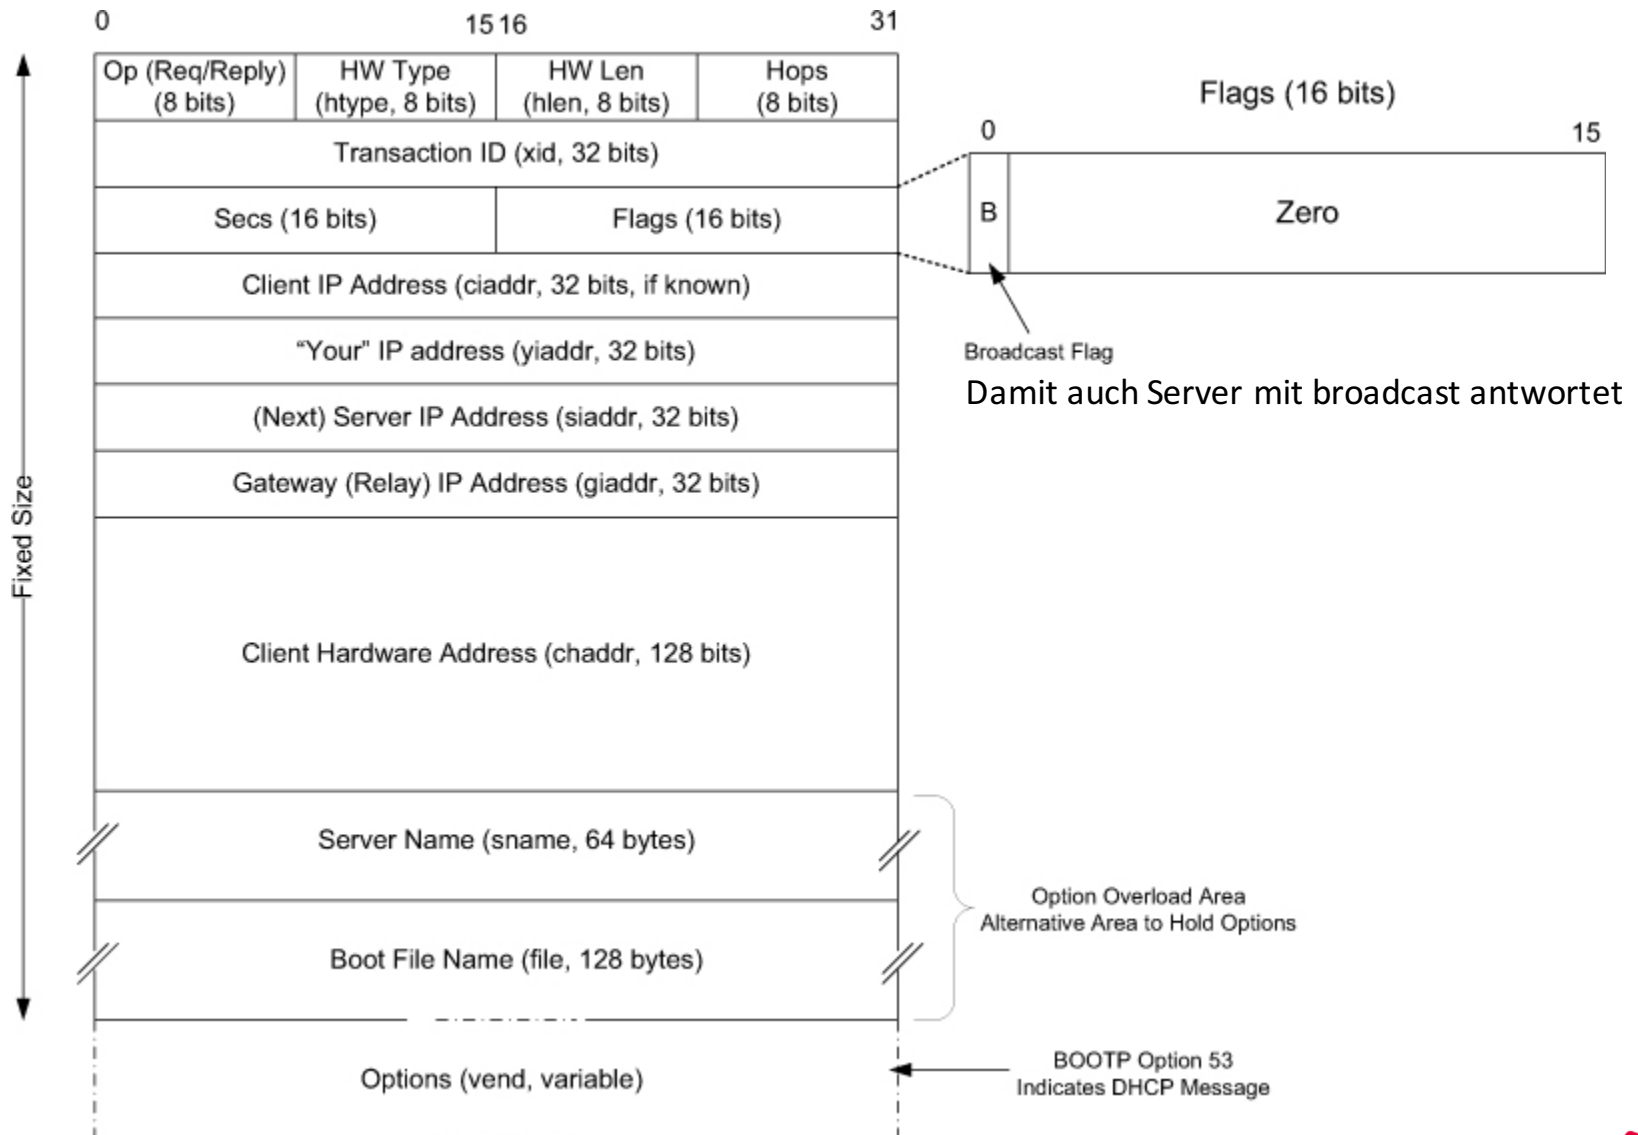 0
15 16
31
Op (Req/Reply)
(8 bits)
HW Type
(htype, 8 bits)
HW Len
(hlen, 8 bits)
Hops
(8 bits)
Transaction ID (xid, 32 bits)
Secs (16 bits)
Flags (16 bits)
Client IP Address (ciaddr, 32 bits, if known)
“Your” IP address (yiaddr, 32 bits)
(Next) Server IP Address (siaddr, 32 bits)
Gateway (Relay) IP Address (giaddr, 32 bits)
Client Hardware Address (chaddr, 128 bits)
Server Name (sname, 64 bytes)
Boot File Name (file, 128 bytes)
Options (vend, variable)
Fixed Size
Flags (16 bits)
0
15
B
Zero
Broadcast Flag
Damit auch Server mit broadcast antwortet
Option Overload Area
Alternative Area to Hold Options
BOOTP Option 53
Indicates DHCP Message